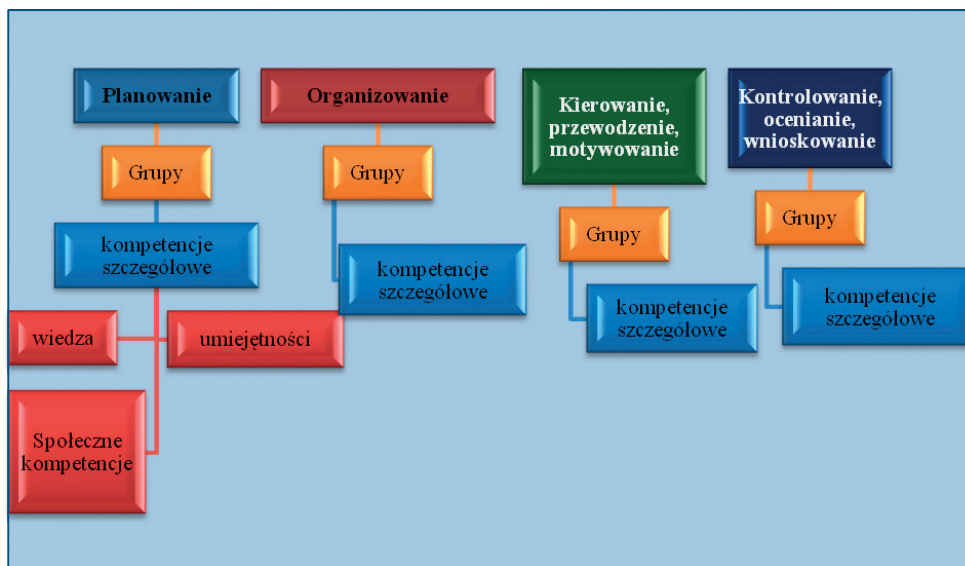 Planowanie
Grupy
kompetencje
szczegółowe
wiedza
umiejętności
Społeczne
kompetencje
Organizowanie
Grupy
kompetencje
szczegółowe
Kierowanie,
przewodzenie,
motywowanie
Grupy
kompetencje
szczegółowe
Kontrolowanie,
ocenianie,
wnioskowanie
Grupy
kompetencje
szczegółowe